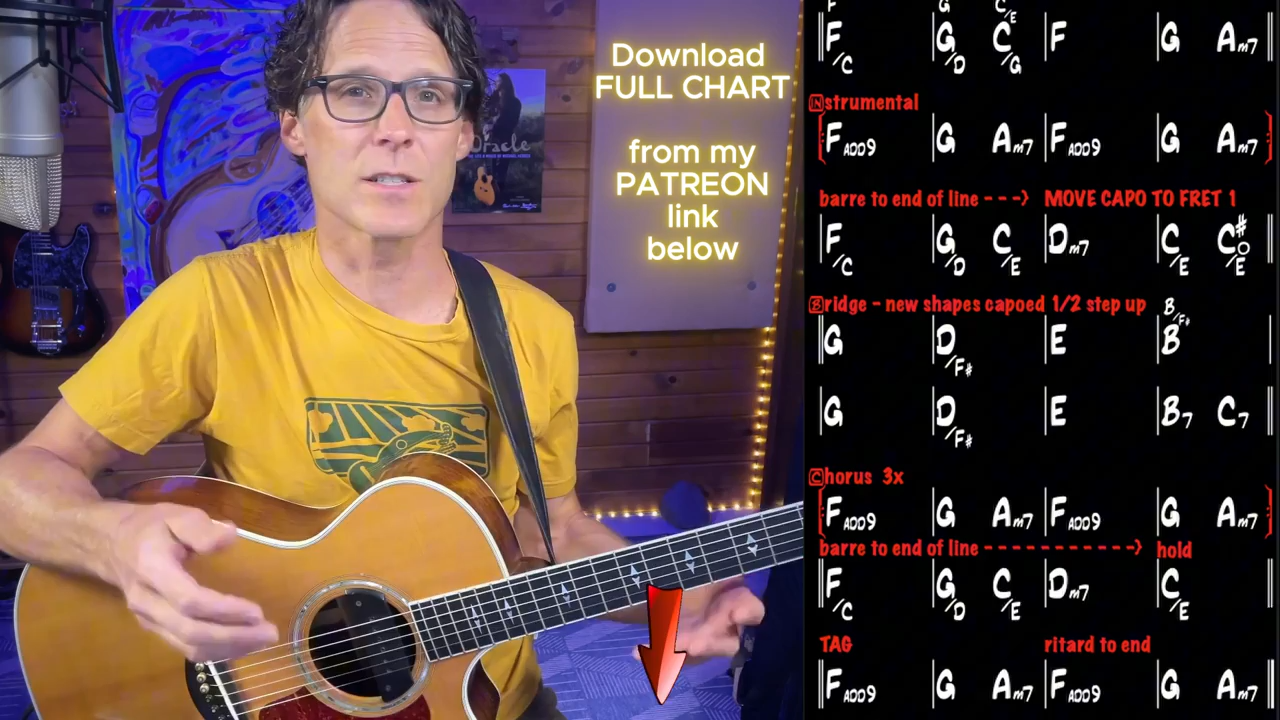 Download
FULL CHART
from my
PATREON
link
below
Oracle
F G C/E
F/C G/D C/G F G Am7
Instrumental
FADD9 G Am7 FADD9 G Am7
barre to end of line - - -> MOVE CAPO TO FRET 1
F/C G/D C/E Dm7 C/E C#o/E
Bridge - new shapes capoed 1/2 step up B/F#
G D/F# E B
G D/F# E B7 C7
Chorus 3x
FADD9 G Am7 FADD9 G Am7
barre to end of line - - - - - - - - - - -> hold
F/C G/D C/E Dm7 C/E
TAG ritard to end
FADD9 G Am7 FADD9 G Am7